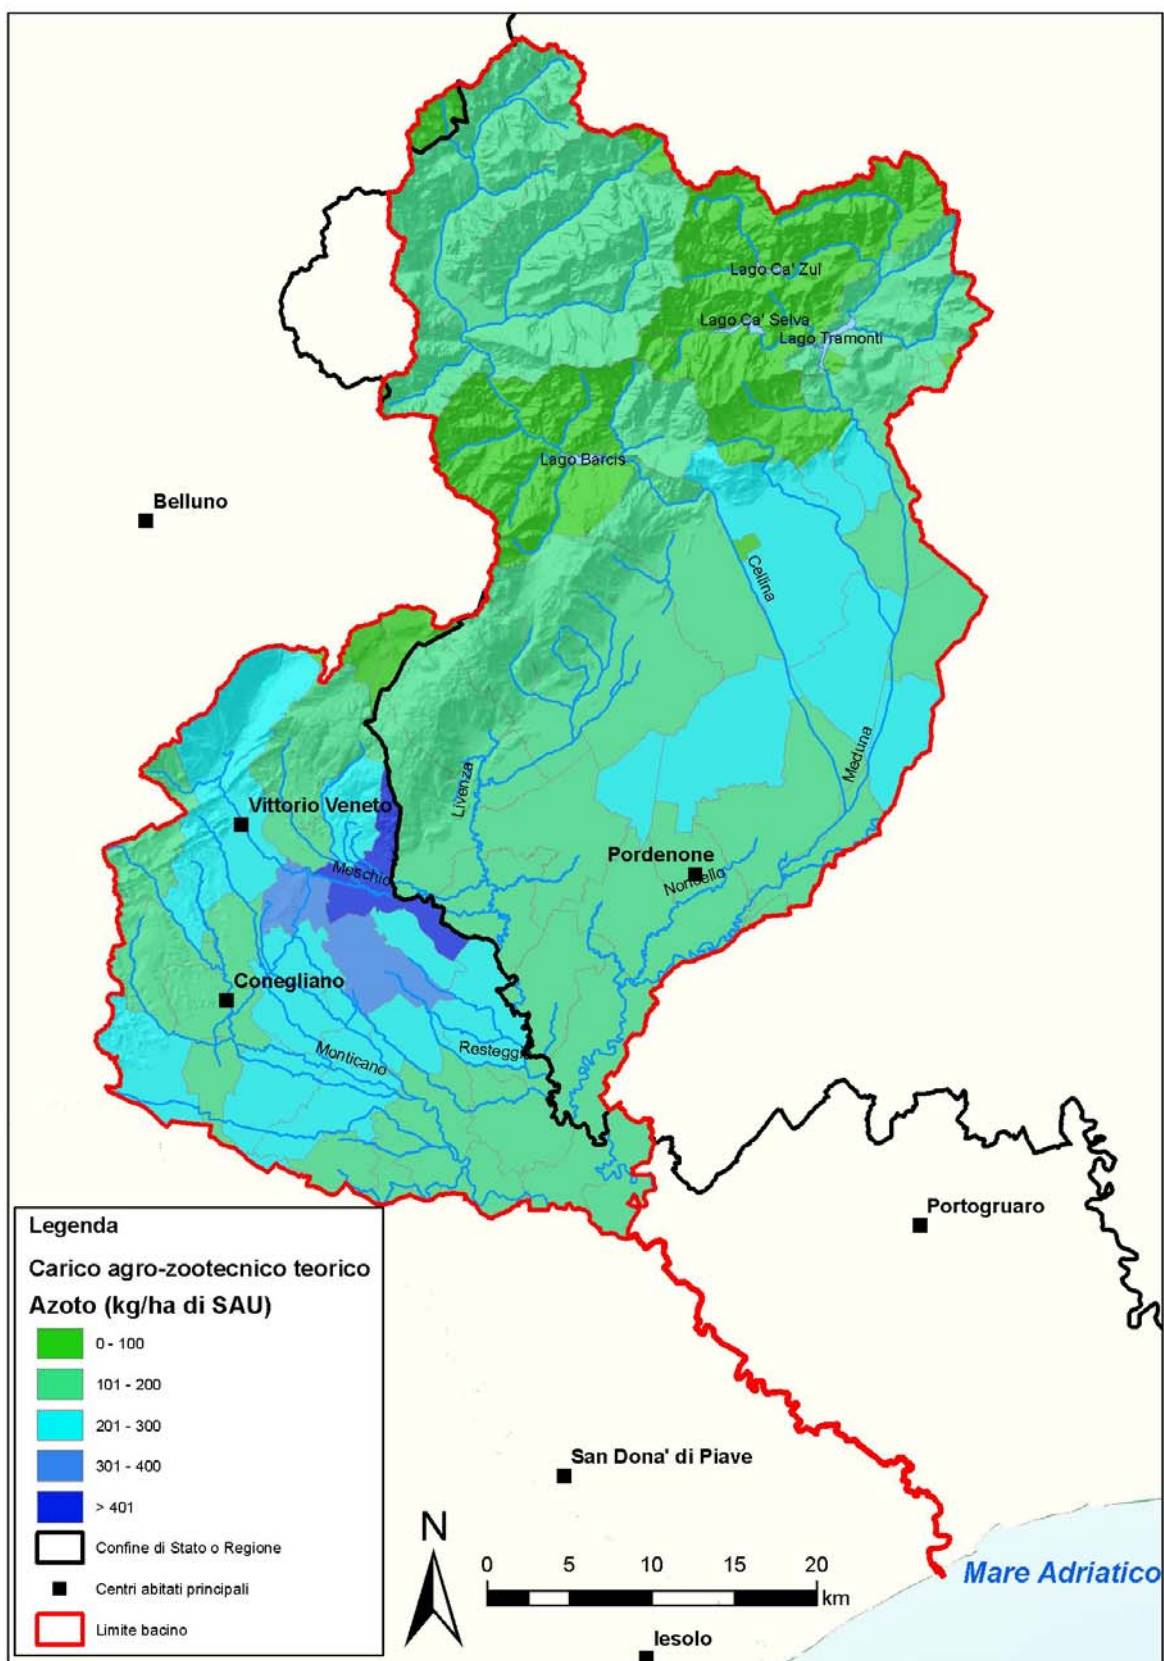 Lago Ca' Zul
Lago Ca' Selva
Lago Tramonti
Lago Barcis
Belluno
Cellina
Meduna
Livenza
Vittorio Veneto
Pordenone
Meschio
Noncello
Conegliano
Monticano
Resteggia
Portogruaro
Legenda
Carico agro-zootecnico teorico
Azoto (kg/ha di SAU)
0 - 100
101 - 200
201 - 300
301 - 400
> 401
Confine di Stato o Regione
Centri abitati principali
Limite bacino
San Dona' di Piave
N
0 5 10 15 20
km
Mare Adriatico
Iesolo